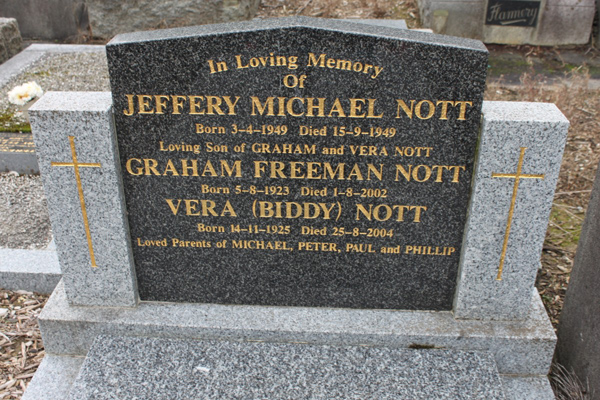 Flannery
In Loving Memory
Of
JEFFERY MICHAEL NOTT
Born 3-4-1949 Died 15-9-1949
Loving Son of GRAHAM and VERA NOTT
GRAHAM FREEMAN NOTT
Born 5-8-1923 Died 1-8-2002
VERA (BIDDY) NOTT
Born 14-11-1925 Died 25-8-2004
Loved Parents of MICHAEL, PETER, PAUL and PHILLIP